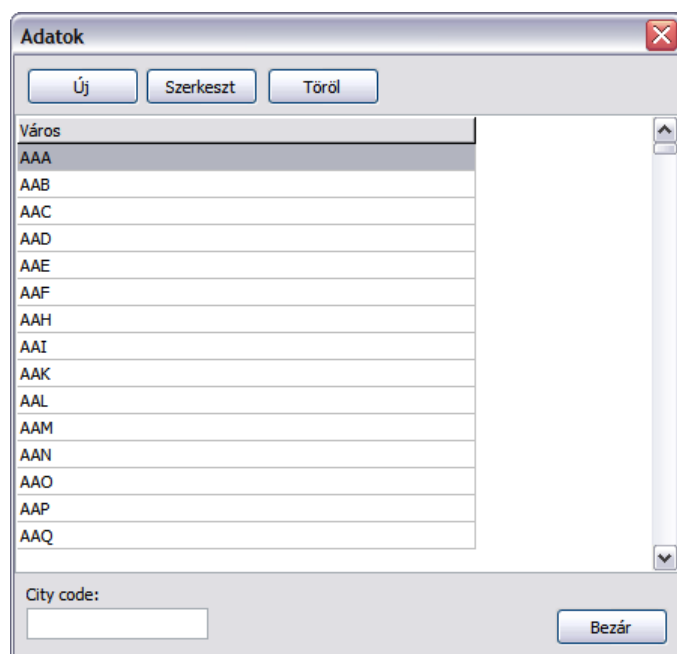 Adatok
Új Szerkeszt Töröl
Város
AAA
AAB
AAC
AAD
AAE
AAF
AAH
AAI
AAK
AAL
AAM
AAN
AAO
AAP
AAQ
City code:
Bezár